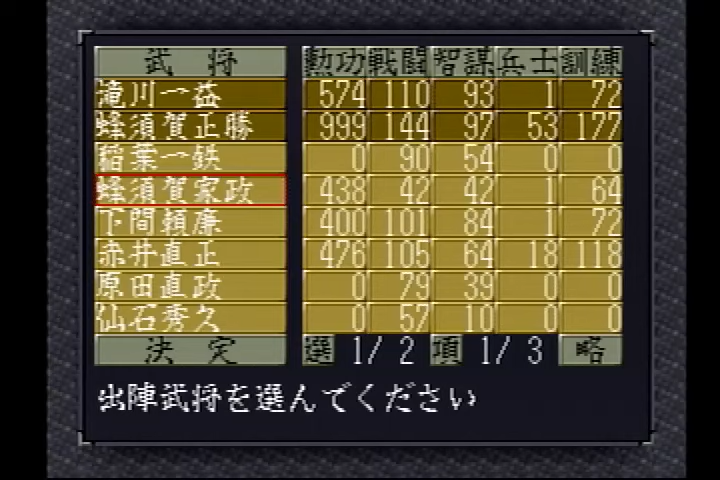 武将 勲功 戦闘 智謀 兵士 訓練
滝川一益 574 110 93 1 72
蜂須賀正勝 999 144 97 53 177
稲葉一鉄 0 90 54 0 0
蜂須賀家政 438 42 42 1 64
下間頼廉 400 101 84 1 72
赤井直正 476 105 64 18 118
原田直政 0 79 39 0 0
仙石秀久 0 57 10 0 0
決定 選 1/ 2 項 1/ 3 略
出陣武将を選んでください